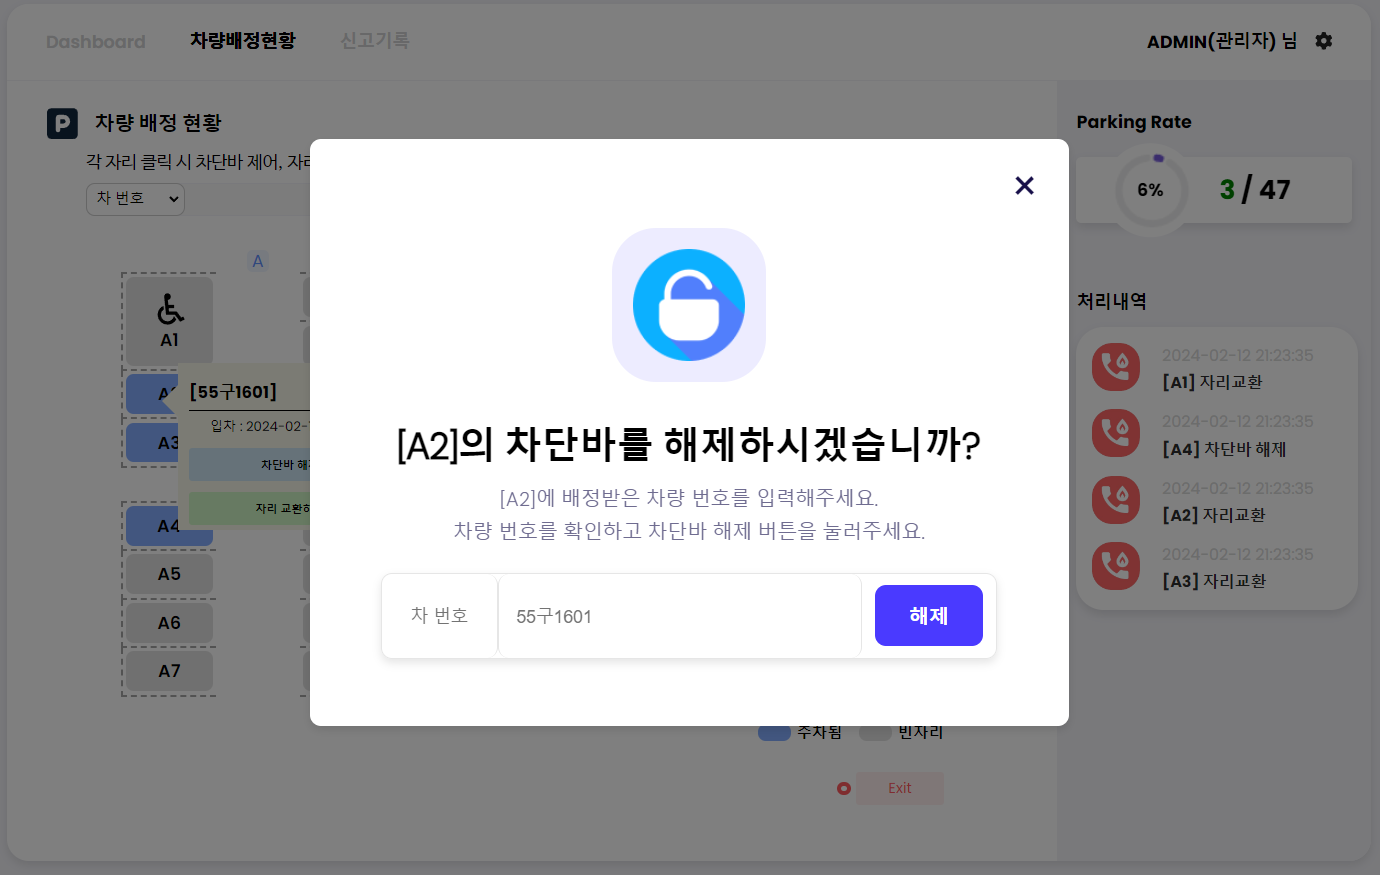 Dashboard
차량배정현황
신고기록
ADMIN(관리자) 님
P
차량 배정 현황
각 자리 클릭 시 차단바 제어, 자리
차 번호
A
A1
A3
A4
A5
A6
A7
[55구1601]
입차 : 2024-02-
차단바 해
자리 교환하
[A2]의 차단바를 해제하시겠습니까?
[A2]에 배정받은 차량 번호를 입력해주세요.
차량 번호를 확인하고 차단바 해제 버튼을 눌러주세요.
차 번호
55구1601
해제
주차됨
빈자리
Exit
Parking Rate
6%
3 / 47
처리내역
2024-02-12 21:23:35
[A1] 자리교환
2024-02-12 21:23:35
[A4] 차단바 해제
2024-02-12 21:23:35
[A2] 자리교환
2024-02-12 21:23:35
[A3] 자리교환